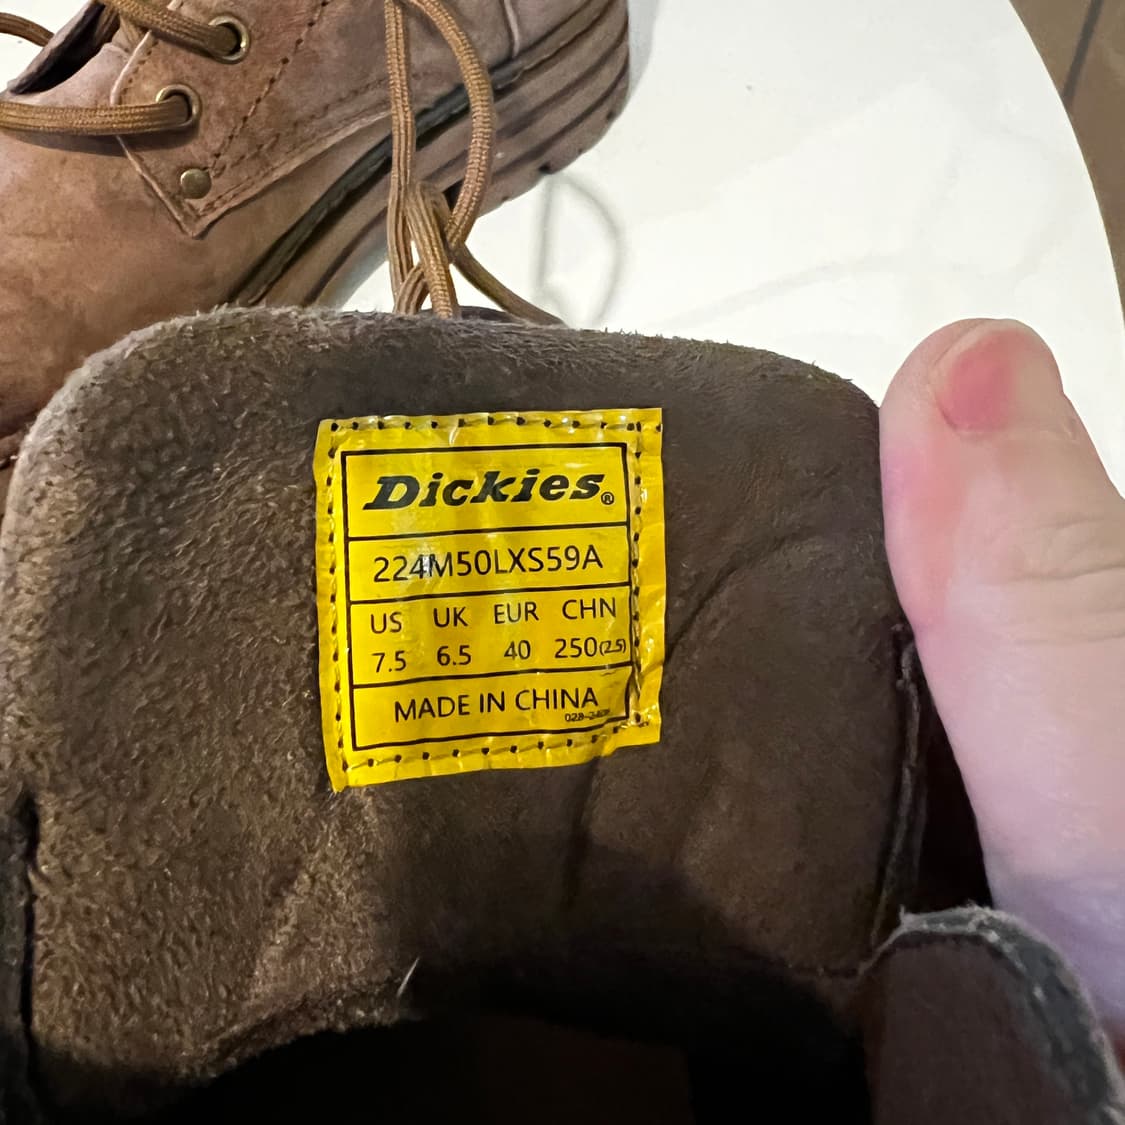 Dickies®
224M50LXS59A
US UK EUR CHN
7.5 6.5 40 250(2.5)
MADE IN CHINA